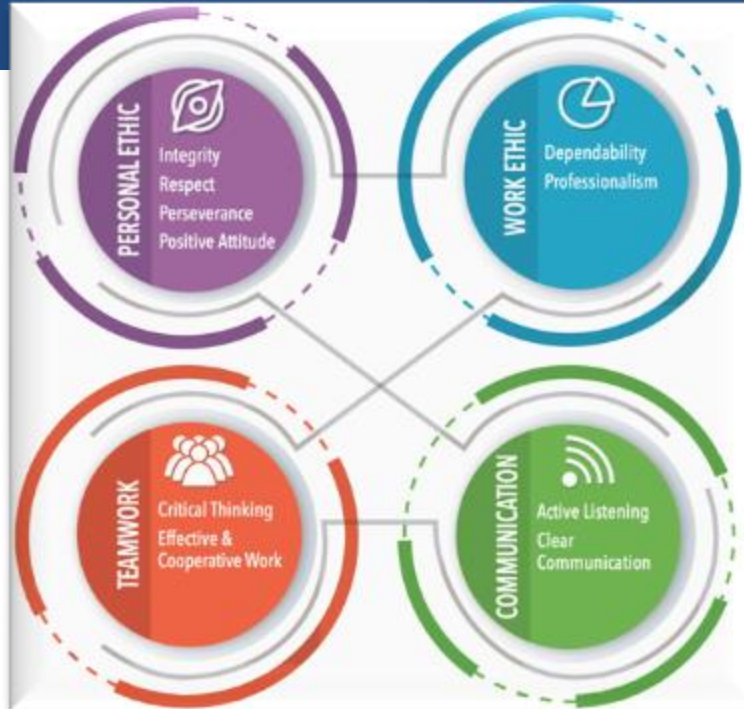 PERSONAL ETHIC
Integrity
Respect
Perseverance
Positive Attitude
WORK ETHIC
Dependability
Professionalism
TEAMWORK
Critical Thinking
Effective &
Cooperative Work
COMMUNICATION
Active Listening
Clear
Communication